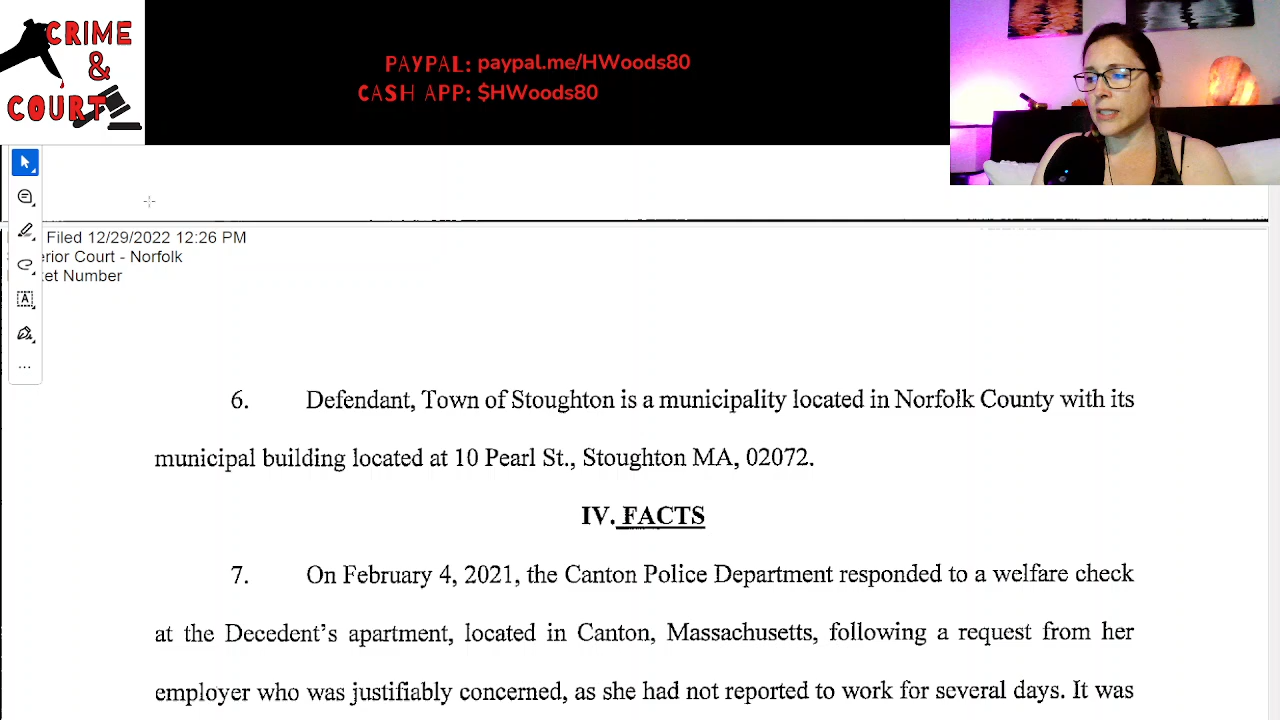 CRIME
&
COURT
PAYPAL: paypal.me/HWoods80
CASH APP: $HWoods80
Filed 12/29/2022 12:26 PM
erior Court - Norfolk
et Number
6. Defendant, Town of Stoughton is a municipality located in Norfolk County with its
municipal building located at 10 Pearl St., Stoughton MA, 02072.
IV. FACTS
7. On February 4, 2021, the Canton Police Department responded to a welfare check
at the Decedent's apartment, located in Canton, Massachusetts, following a request from her
employer who was justifiably concerned, as she had not reported to work for several days. It was